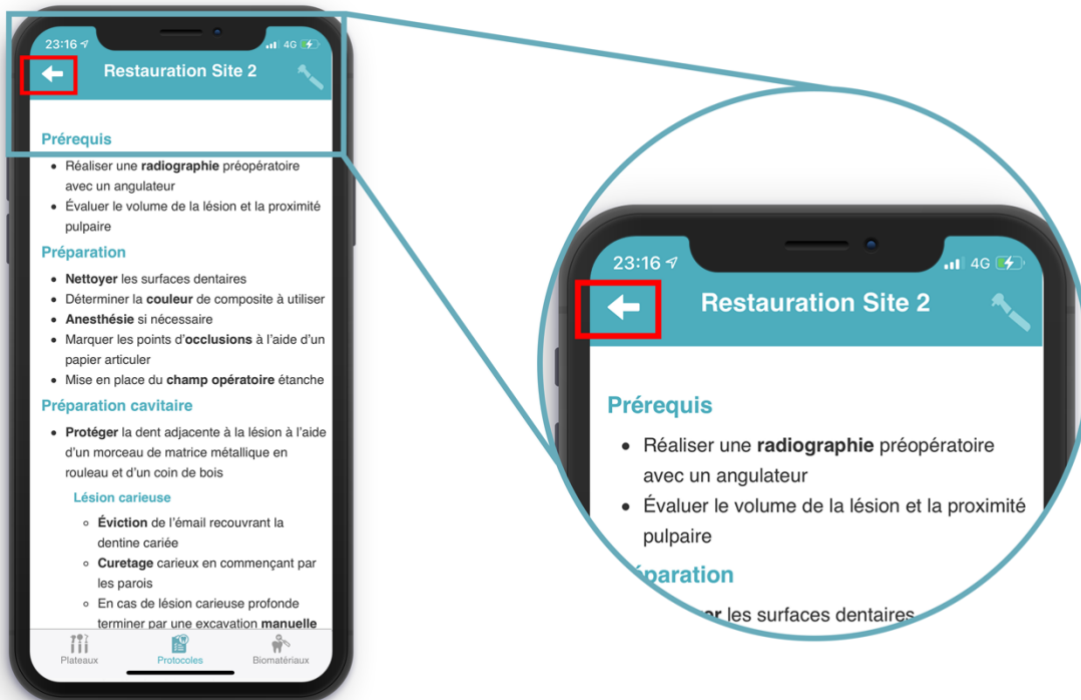 23:16
4G
Restauration Site 2
Prérequis
• Réaliser une radiographie préopératoire
avec un angulateur
• Évaluer le volume de la lésion et la proximité
pulpaire
Préparation
• Nettoyer les surfaces dentaires
• Déterminer la couleur de composite à utiliser
• Anesthésie si nécessaire
• Marquer les points d'occlusions à l'aide d'un
papier articuler
• Mise en place du champ opératoire étanche
Préparation cavitaire
• Protéger la dent adjacente à la lésion à l'aide
d'un morceau de matrice métallique en
rouleau et d'un coin de bois
Lésion carieuse
◦ Éviction de l'émail recouvrant la
dentine cariée
◦ Curetage carieux en commençant par
les parois
◦ En cas de lésion carieuse profonde
terminer par une excavation manuelle
Plateaux
Protocoles
Biomatériaux
23:16
4G
Restauration Site 2
Prérequis
• Réaliser une radiographie préopératoire
avec un angulateur
• Évaluer le volume de la lésion et la proximité
pulpaire
éparation
er les surfaces dentaires